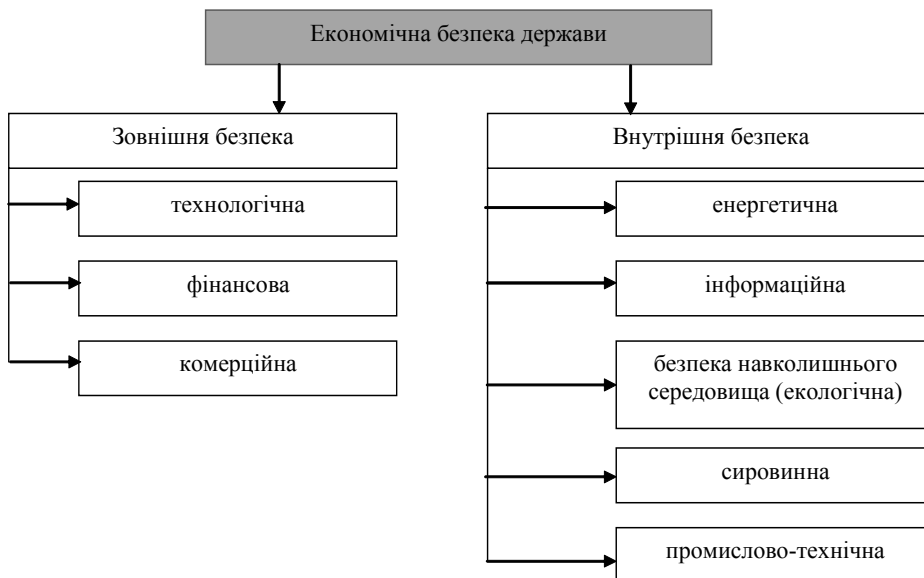 Економічна безпека держави
Зовнішня безпека
технологічна
фінансова
комерційна
Внутрішня безпека
енергетична
інформаційна
безпека навколишнього
середовища (екологічна)
сировинна
промислово-технічна